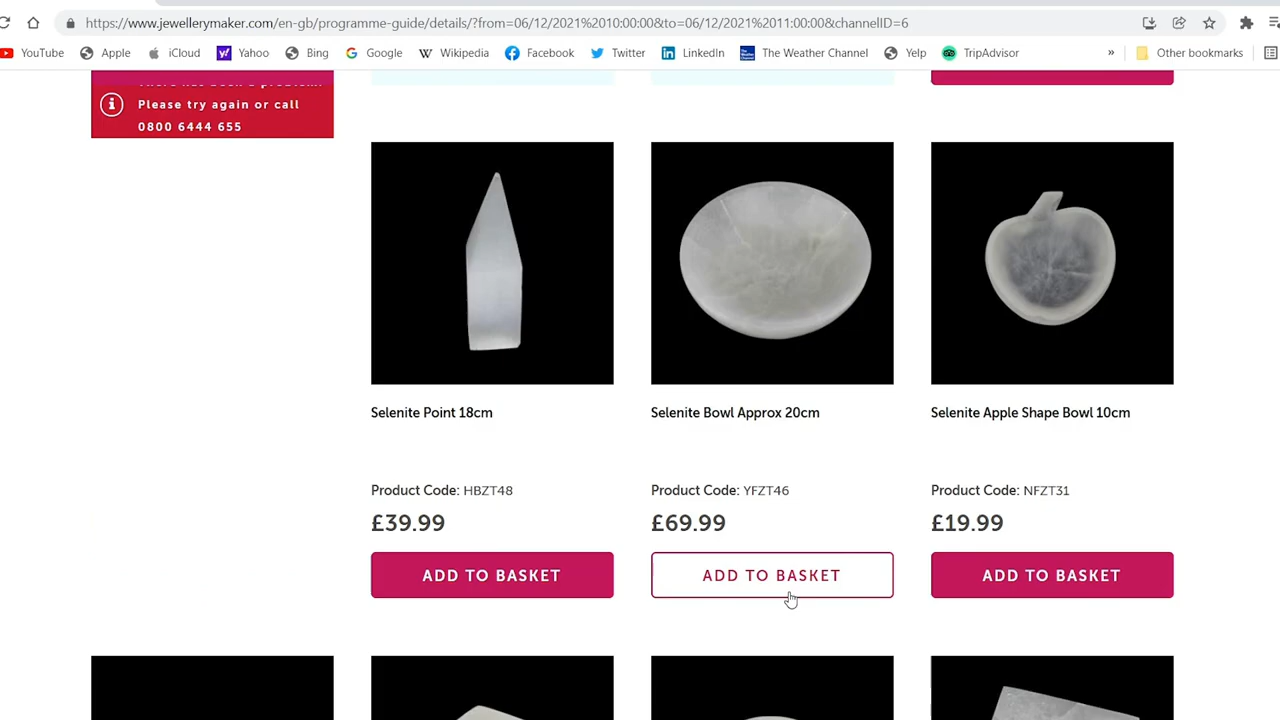 https://www.jewellerymaker.com/en-gb/programme-guide/details/?from=06/12/2021%2010:00:00&to=06/12/2021%2011:00:00&channelID=6
YouTube Apple iCloud Yahoo Bing Google Wikipedia Facebook Twitter LinkedIn The Weather Channel Yelp TripAdvisor » Other bookmarks
There has been a problem.
Please try again or call
0800 6444 655
Selenite Point 18cm
Selenite Bowl Approx 20cm
Selenite Apple Shape Bowl 10cm
Product Code: HBZT48
Product Code: YFZT46
Product Code: NFZT31
£39.99
£69.99
£19.99
ADD TO BASKET
ADD TO BASKET
ADD TO BASKET